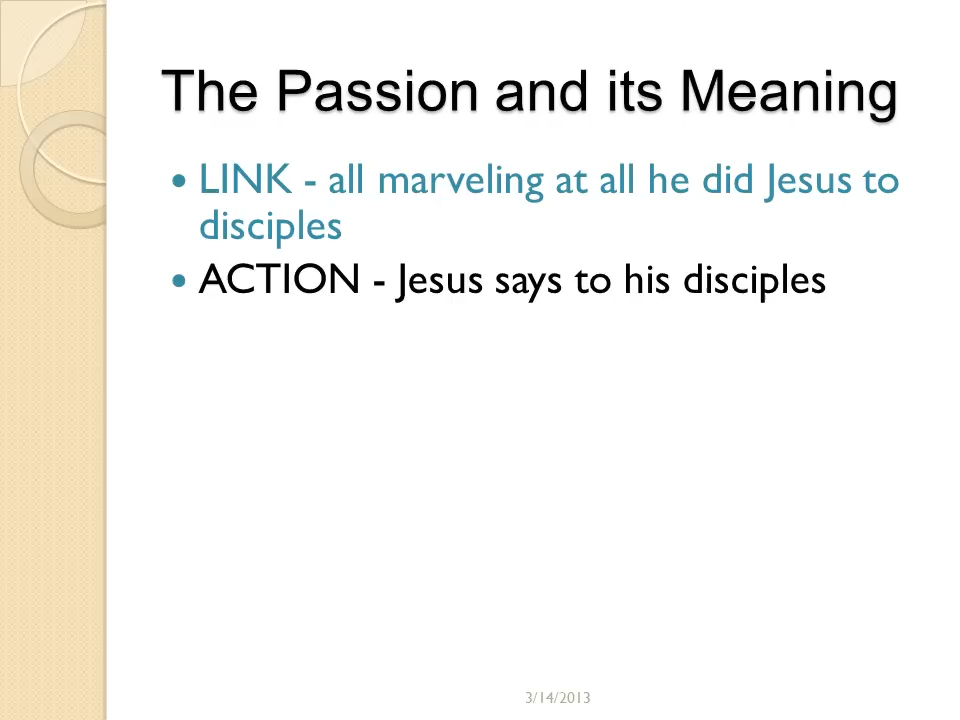 The Passion and its Meaning
• LINK - all marveling at all he did Jesus to
disciples
• ACTION - Jesus says to his disciples
3/14/2013